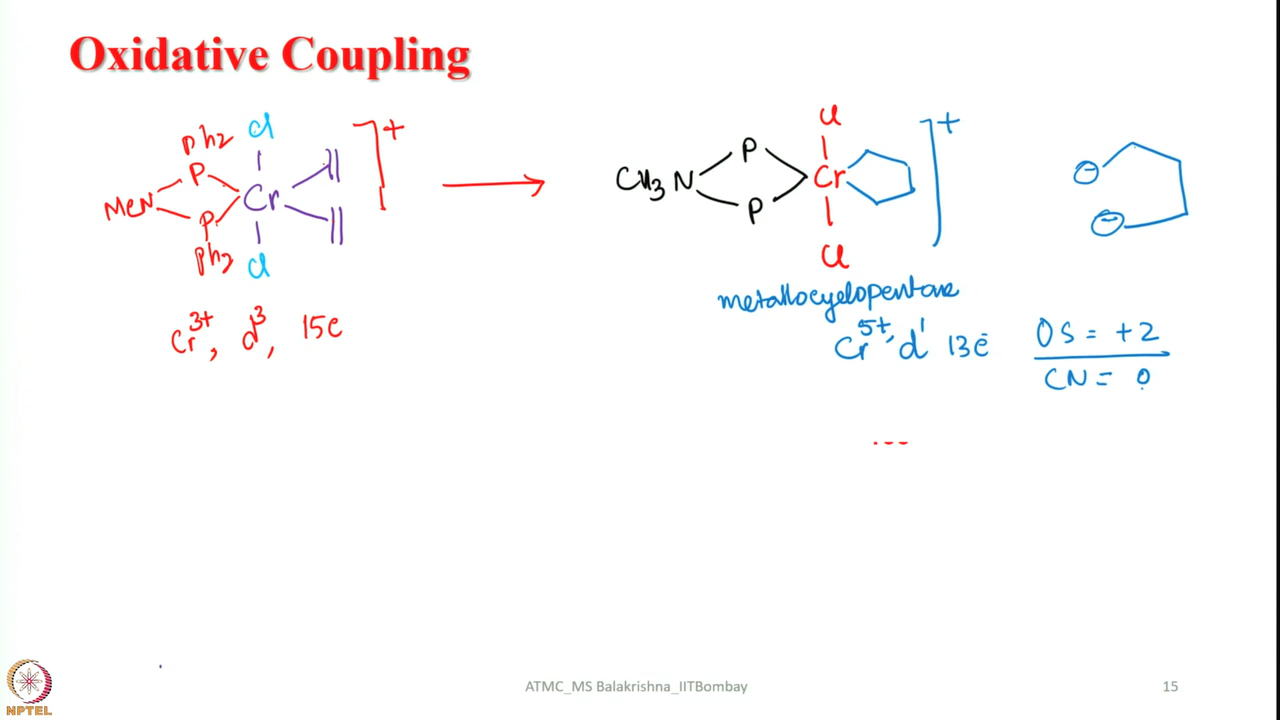 Oxidative Coupling
Ph2 Cl ]+
P
MeN Cr
P
Ph2 Cl
Cr3+, d3, 15e
Cl ]+
P
CH3N Cr
P
Cl
metallocyclopentane
Cr5+, d1 13e-
OS = +2
CN = 0
NPTEL
ATMC_MS Balakrishna_IITBombay
15